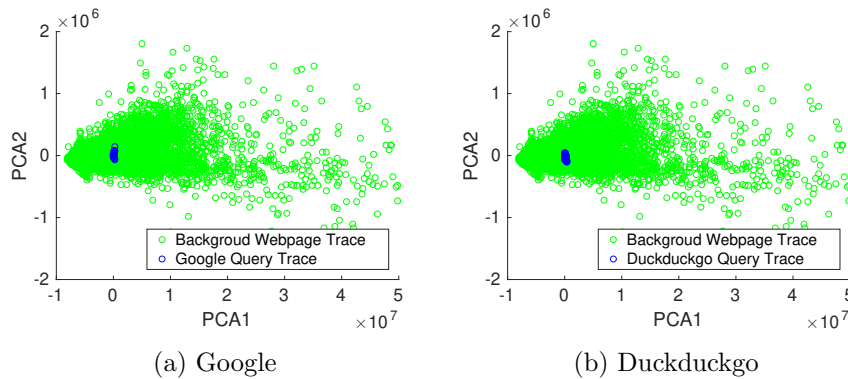 ×10^6
2
1
0
-1
-2
PCA2
Backgroud Webpage Trace
Google Query Trace
-1 0 1 2 3 4 5
PCA1
×10^7
(a) Google
×10^6
2
1
0
-1
-2
PCA2
Backgroud Webpage Trace
Duckduckgo Query Trace
-1 0 1 2 3 4 5
PCA1
×10^7
(b) Duckduckgo